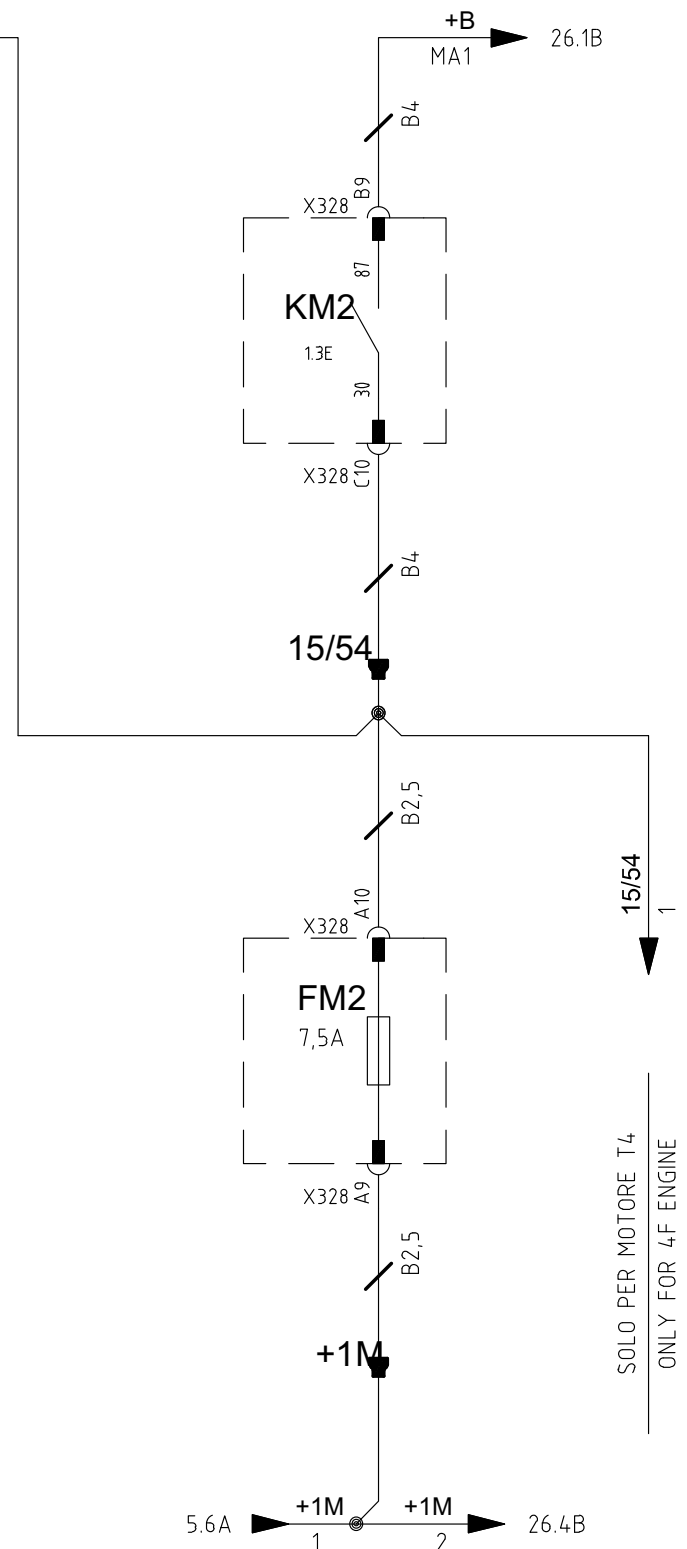 +B
MA1
26.1B
B4
B9
X328
87
KM2
1.3E
30
X328
C10
B4
15/54
B2,5
15/54
1
A10
X328
FM2
7,5A
X328
A9
B2,5
SOLO PER MOTORE T4
ONLY FOR 4F ENGINE
+1M
5.6A
+1M
1
+1M
2
26.4B